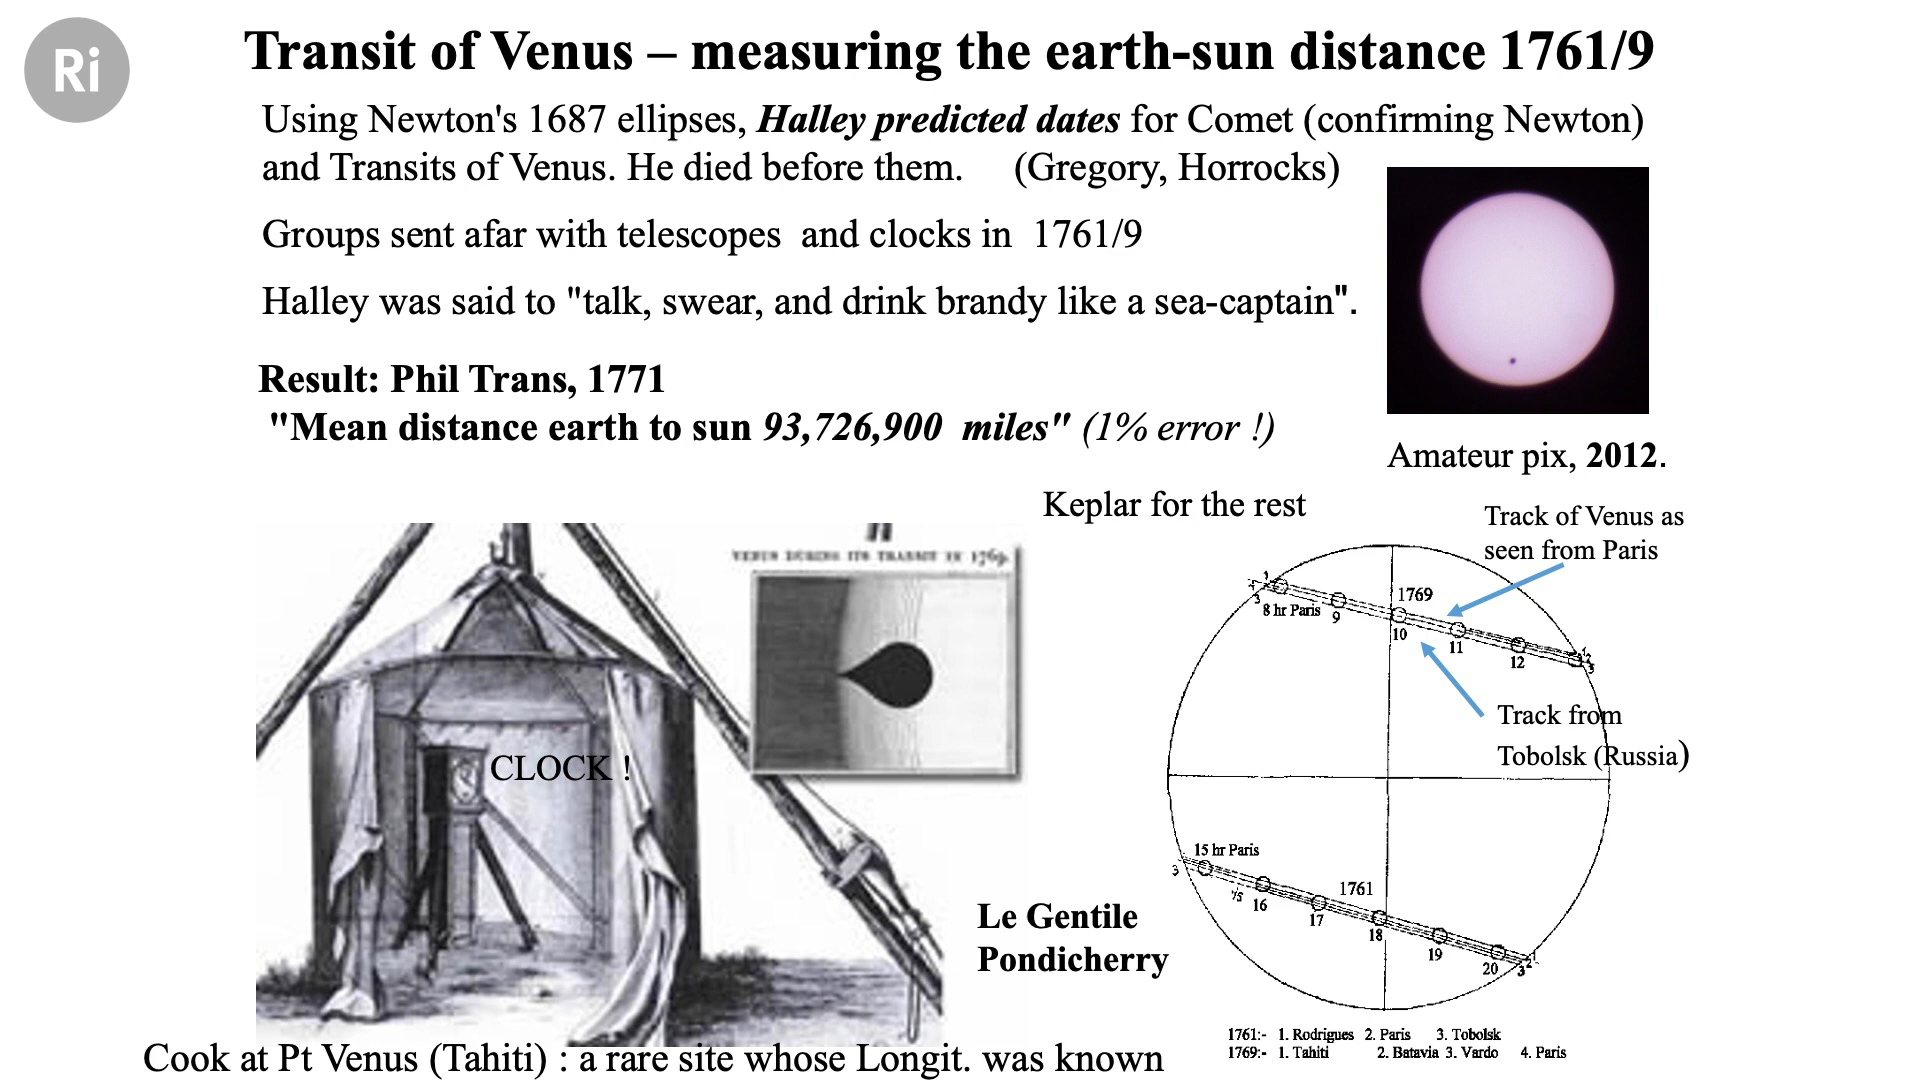 Ri
Transit of Venus – measuring the earth-sun distance 1761/9
Using Newton's 1687 ellipses, Halley predicted dates for Comet (confirming Newton)
and Transits of Venus. He died before them. (Gregory, Horrocks)
Groups sent afar with telescopes and clocks in 1761/9
Halley was said to "talk, swear, and drink brandy like a sea-captain".
Result: Phil Trans, 1771
"Mean distance earth to sun 93,726,900 miles" (1% error !)
Amateur pix, 2012.
Keplar for the rest
Track of Venus as
seen from Paris
VENUS DURING ITS TRANSIT IN 1769.
CLOCK !
1769
8 hr Paris
9
10
11
12
Track from
Tobolsk (Russia)
15 hr Paris
3
1761
16
17
18
19
20
Le Gentile
Pondicherry
1761:- 1. Rodrigues 2. Paris 3. Tobolsk
1769:- 1. Tahiti 2. Batavia 3. Vardo 4. Paris
Cook at Pt Venus (Tahiti) : a rare site whose Longit. was known